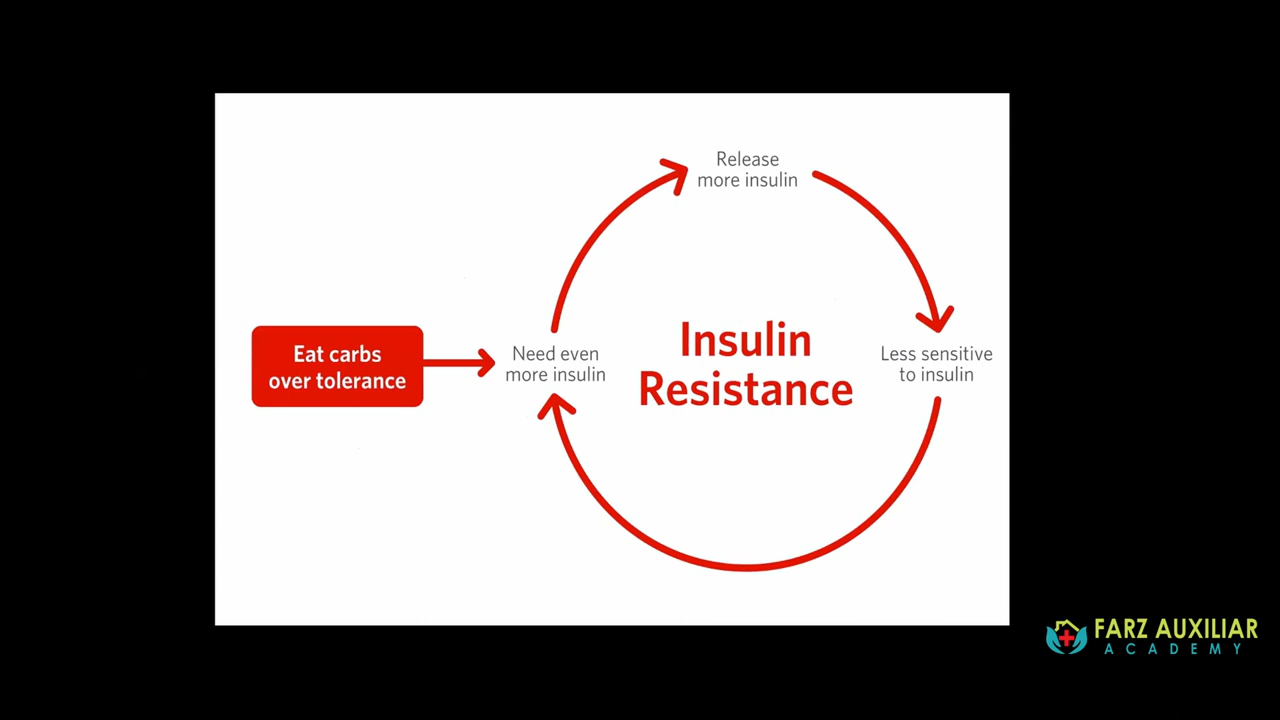 Release
more insulin
Eat carbs
over tolerance
Need even
more insulin
Insulin
Resistance
Less sensitive
to insulin
FARZ AUXILIAR
ACADEMY